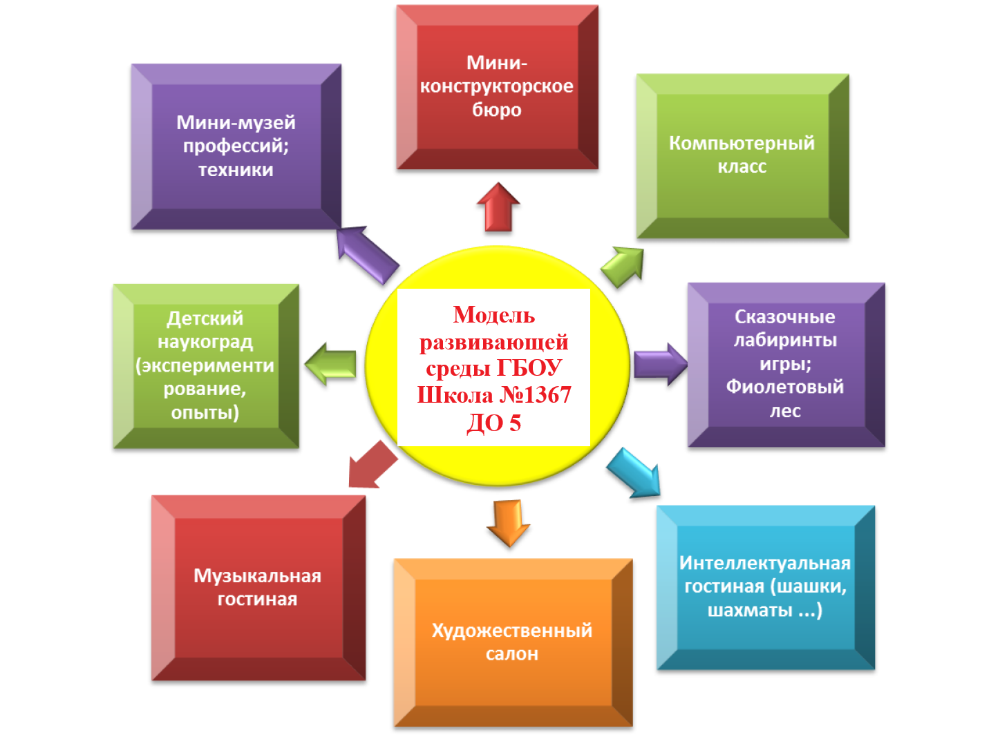 Мини-
конструкторское
бюро
Мини-музей
профессий;
техники
Компьютерный
класс
Детский
наукоград
(эксперименти
рование,
опыты)
Модель
развивающей
среды ГБОУ
Школа №1367
ДО 5
Сказочные
лабиринты
игры;
Фиолетовый
лес
Музыкальная
гостиная
Художественный
салон
Интеллектуальная
гостиная (шашки,
шахматы ...)